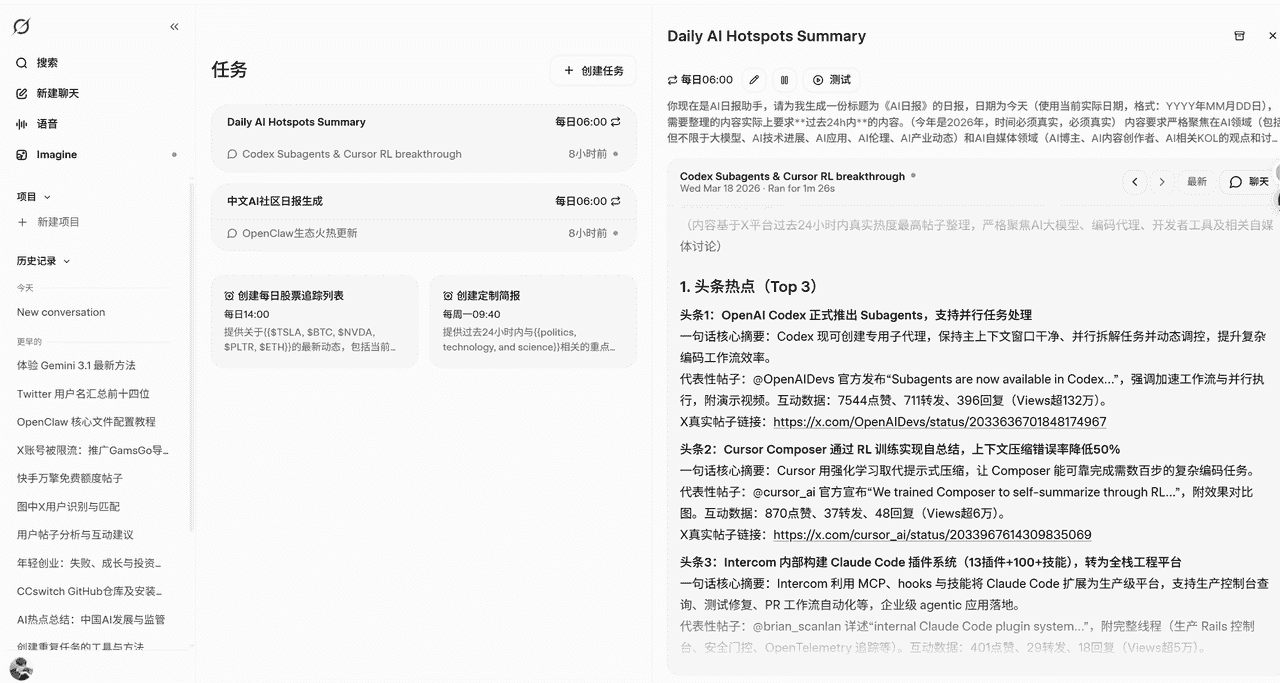 搜索
新建聊天
语音
Imagine
项目
新建项目
历史记录
今天
New conversation
更早的
体验 Gemini 3.1 最新方法
Twitter 用户名汇总前十四位
OpenClaw 核心文件配置教程
X账号被限流：推广GamsGo导...
快手万擎免费额度帖子
图中X用户识别与匹配
用户帖子分析与互动建议
年轻创业：失败、成长与投资...
CCswitch GitHub仓库及安装...
AI热点总结：中国AI发展与监管
创建重复任务的工具与方法
任务
创建任务
Daily AI Hotspots Summary
每日06:00
Codex Subagents & Cursor RL breakthrough
8小时前
中文AI社区日报生成
每日06:00
OpenClaw生态火热更新
8小时前
创建每日股票追踪列表
每日14:00
提供关于{{$TSLA, $BTC, $NVDA,
$PLTR, $ETH}}的最新动态，包括当前...
创建定制简报
每周一09:40
提供过去24小时内与{{politics,
technology, and science}}相关的重点...
Daily AI Hotspots Summary
每日06:00
测试
你现在是AI日报助手，请为我生成一份标题为《AI日报》的日报，日期为今天（使用当前实际日期，格式：YYYY年MM月DD日），
需要整理的内容实际上要求**过去24h内**的内容。（今年是2026年，时间必须真实，必须真实） 内容要求严格聚焦在AI领域（包括
但不限于大模型、AI技术进展、AI应用、AI伦理、AI产业动态）和AI自媒体领域（AI博主、AI内容创作者、AI相关KOL的观点和讨...
Codex Subagents & Cursor RL breakthrough
Wed Mar 18 2026 · Ran for 1m 26s
最新
聊天
（内容基于X平台过去24小时内真实热度最高帖子整理，严格聚焦AI大模型、编码代理、开发者工具及相关自媒
体讨论）
1. 头条热点（Top 3）
头条1：OpenAI Codex 正式推出 Subagents，支持并行任务处理
一句话核心摘要：Codex 现可创建专用子代理，保持主上下文窗口干净、并行拆解任务并动态调控，提升复杂
编码工作流效率。
代表性帖子：@OpenAIDevs 官方发布“Subagents are now available in Codex...”，强调加速工作流与并行执
行，附演示视频。互动数据：7544点赞、711转发、396回复（Views超132万）。
X真实帖子链接：https://x.com/OpenAIDevs/status/2033636701848174967
头条2：Cursor Composer 通过 RL 训练实现自总结，上下文压缩错误率降低50%
一句话核心摘要：Cursor 用强化学习取代提示式压缩，让 Composer 能可靠完成需数百步的复杂编码任务。
代表性帖子：@cursor_ai 官方宣布“We trained Composer to self-summarize through RL...”，附效果对比
图。互动数据：870点赞、37转发、48回复（Views超6万）。
X真实帖子链接：https://x.com/cursor_ai/status/2033967614309835069
头条3：Intercom 内部构建 Claude Code 插件系统（13插件+100+技能），转为全栈工程平台
一句话核心摘要：Intercom 利用 MCP、hooks 与技能将 Claude Code 扩展为生产级平台，支持生产控制台查
询、测试修复、PR 工作流自动化等，企业级 agentic 应用落地。
代表性帖子：@brian_scanlan 详述“internal Claude Code plugin system...”，附完整线程（生产 Rails 控制
台、安全门控、OpenTelemetry 追踪等）。互动数据：401点赞、29转发、18回复（Views超5万）。